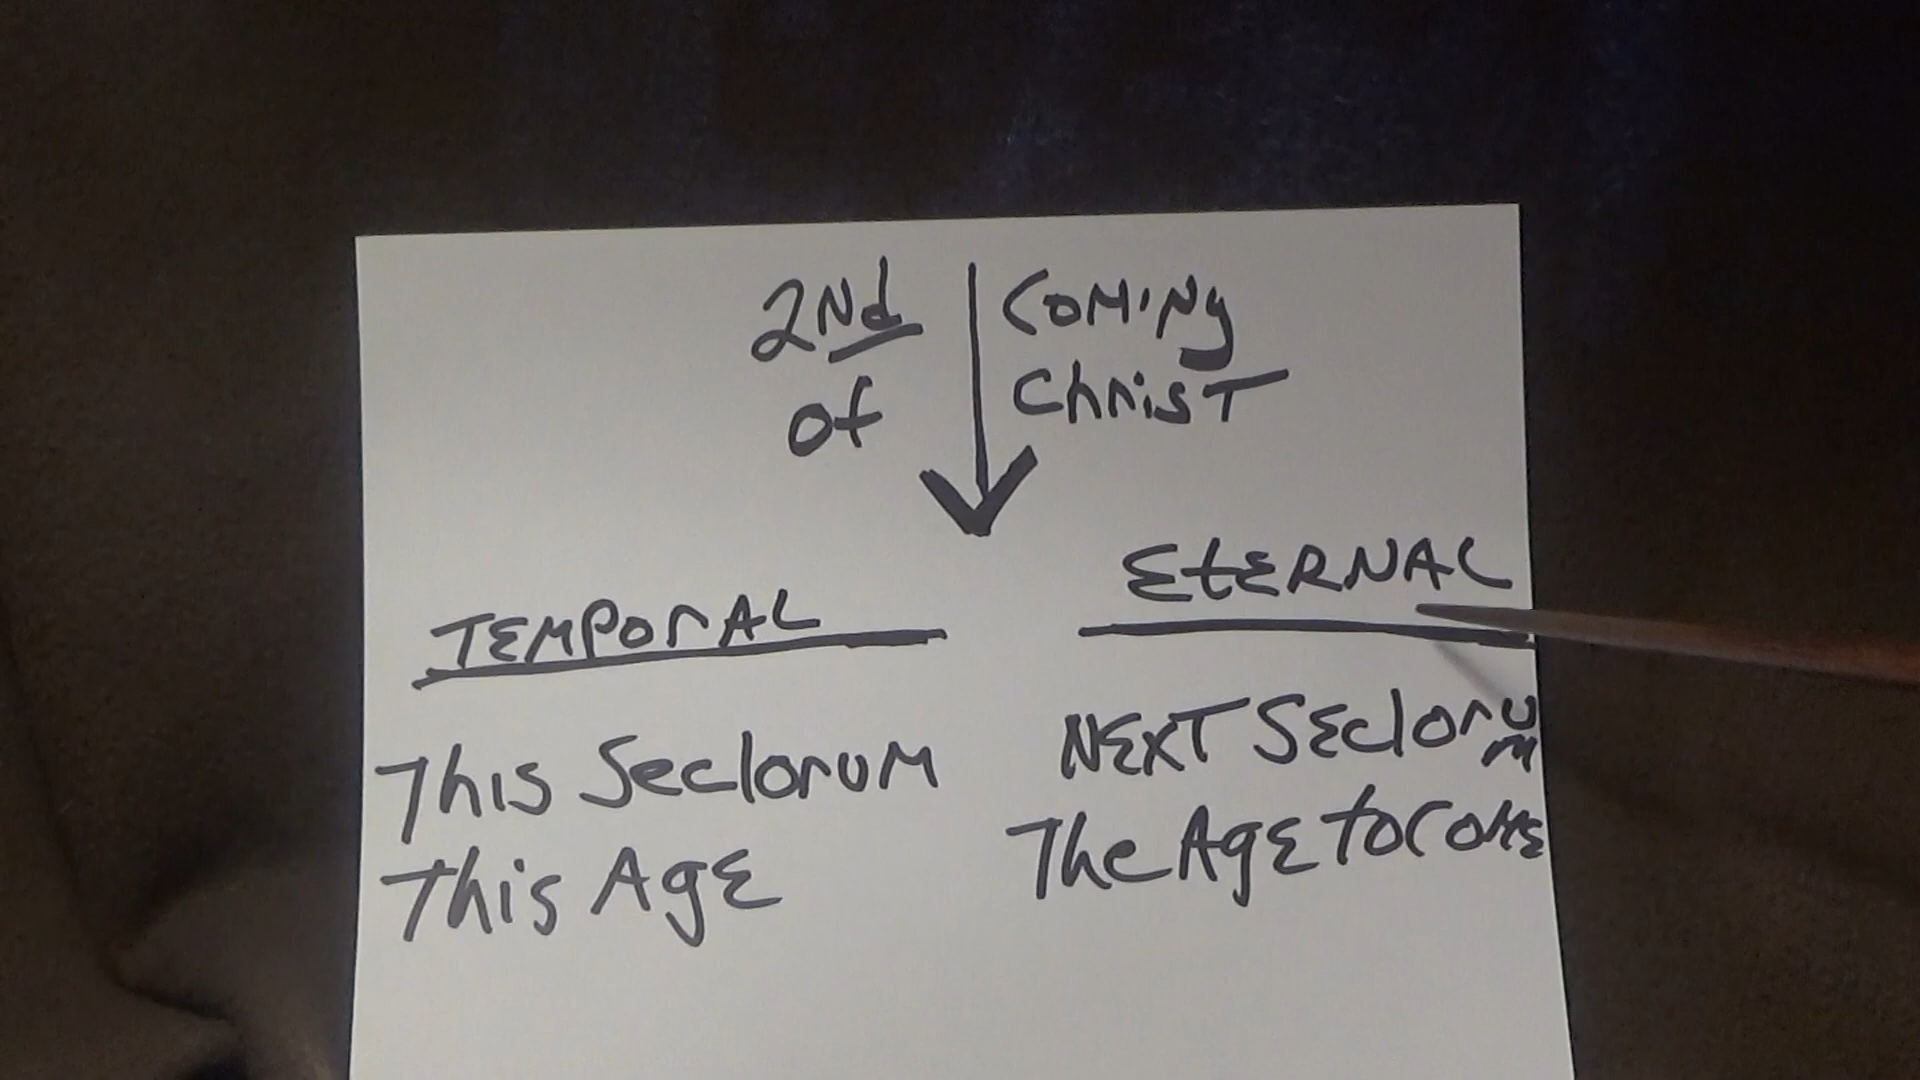 2nd Coming
of Christ
TEMPORAL
ETERNAL
This Seclorum
This Age
NEXT Seclorum
The Age to come